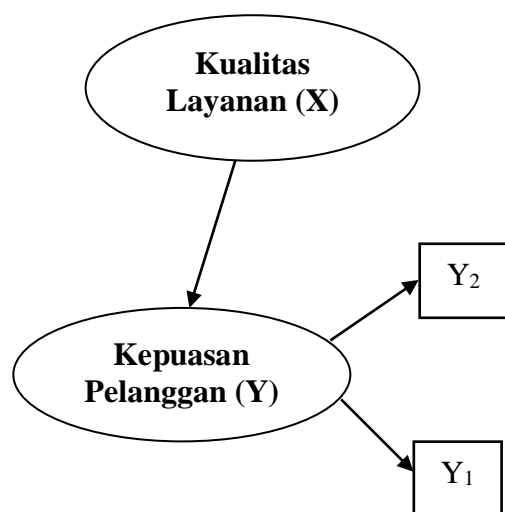 Kualitas
Layanan (X)
Y₂
Kepuasan
Pelanggan (Y)
Y₁